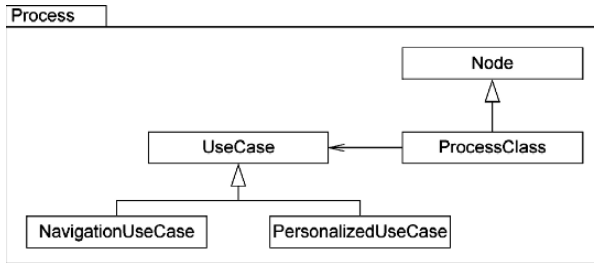 Process
Node
UseCase
ProcessClass
NavigationUseCase
PersonalizedUseCase